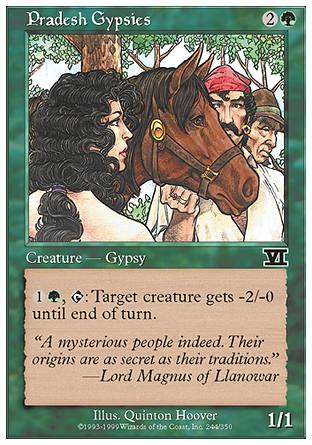 Pradesh Gypsies 2
Creature — Gypsy VI
1 , : Target creature gets -2/-0
until end of turn.
“A mysterious people indeed. Their
origins are as secret as their traditions.”
—Lord Magnus of Llanowar
1/1
Illus. Quinton Hoover
©1993-1999 Wizards of the Coast, Inc. 244/350